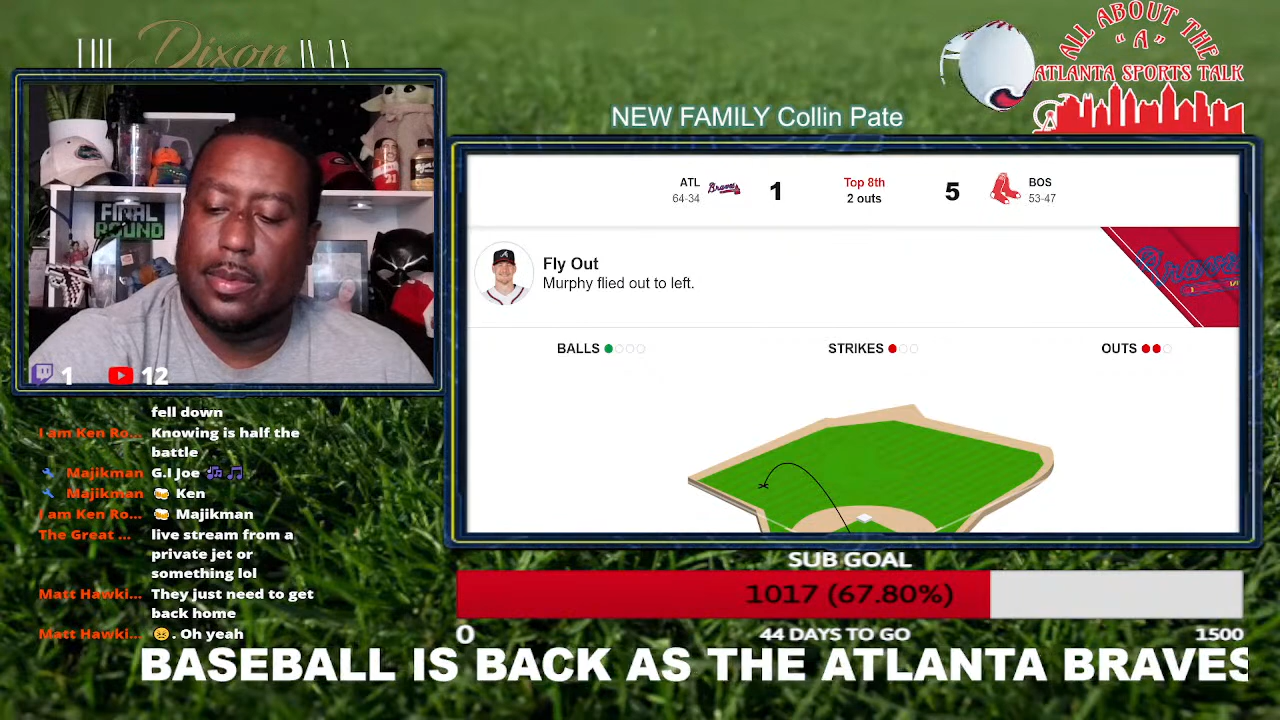 Dixon
ALL ABOUT THE
"A"
ATLANTA SPORTS TALK
NEW FAMILY Collin Pate
FINAL
ROUND
ATL
64-34
Braves
1
Top 8th
2 outs
5
BOS
53-47
Fly Out
Murphy flied out to left.
Braves
BALLS
STRIKES
OUTS
1
12
fell down
I am Ken Ro... Knowing is half the
battle
Majikman G.I Joe 🎶 🎵
Majikman 🍻 Ken
I am Ken Ro... 🍻 Majikman
The Great ... live stream from a
private jet or
something lol
Matt Hawki... They just need to get
back home
Matt Hawki... 😣. Oh yeah
SUB GOAL
1017 (67.80%)
0
44 DAYS TO GO
1500
BASEBALL IS BACK AS THE ATLANTA BRAVES